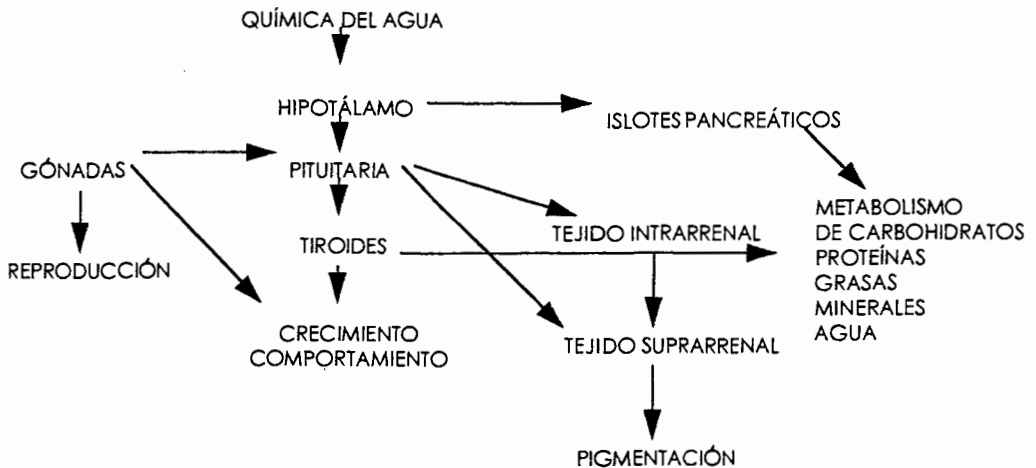 QUÍMICA DEL AGUA
HIPOTÁLAMO
ISLOTES PANCREÁTICOS
GÓNADAS
PITUITARIA
METABOLISMO
DE CARBOHIDRATOS
PROTEÍNAS
GRASAS
MINERALES
AGUA
TIROIDES
TEJIDO INTRARRENAL
REPRODUCCIÓN
CRECIMIENTO
COMPORTAMIENTO
TEJIDO SUPRARRENAL
PIGMENTACIÓN